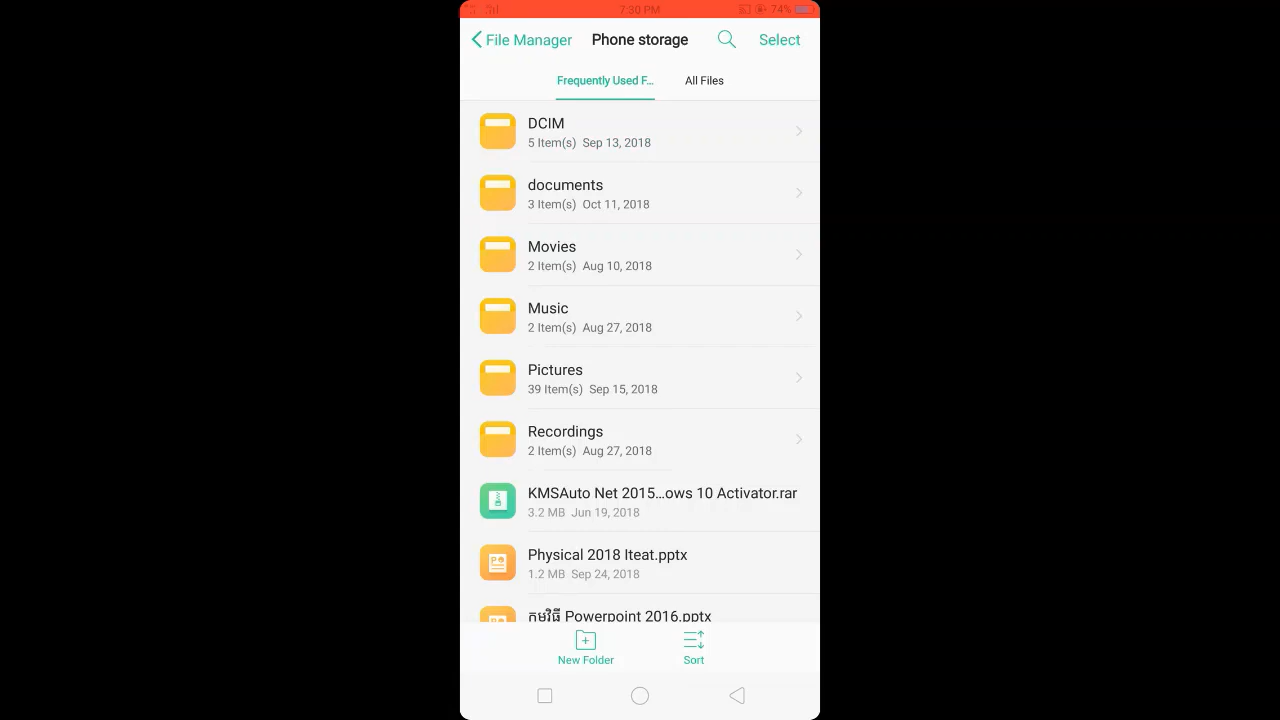 7:30 PM 74%
File Manager Phone storage Select
Frequently Used F... All Files
DCIM
5 Item(s) Sep 13, 2018
documents
3 Item(s) Oct 11, 2018
Movies
2 Item(s) Aug 10, 2018
Music
2 Item(s) Aug 27, 2018
Pictures
39 Item(s) Sep 15, 2018
Recordings
2 Item(s) Aug 27, 2018
KMSAuto Net 2015...ows 10 Activator.rar
3.2 MB Jun 19, 2018
Physical 2018 Iteat.pptx
1.2 MB Sep 24, 2018
កមវិធី Powerpoint 2016.pptx
New Folder Sort